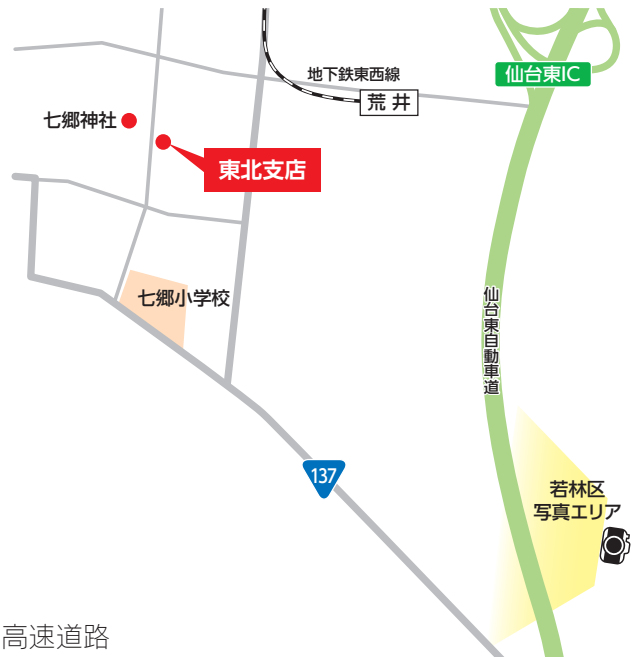 地下鉄東西線
仙台東IC
荒井
七郷神社
東北支店
七郷小学校
仙台東自動車道
137
若林区
写真エリア
高速道路